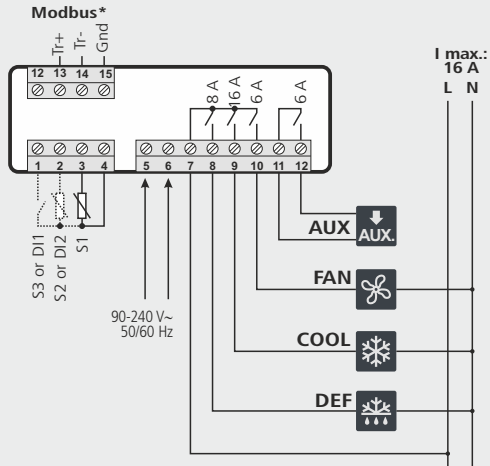 Modbus*
Tr+
Tr-
Gnd
12 13 14 15
8 A
16 A
6 A
6 A
I max.:
16 A
L N
1 2 3 4 5 6 7 8 9 10 11 12
S3 or DI1
S2 or DI2
S1
90-240 V~
50/60 Hz
AUX
AUX.
FAN
COOL
DEF